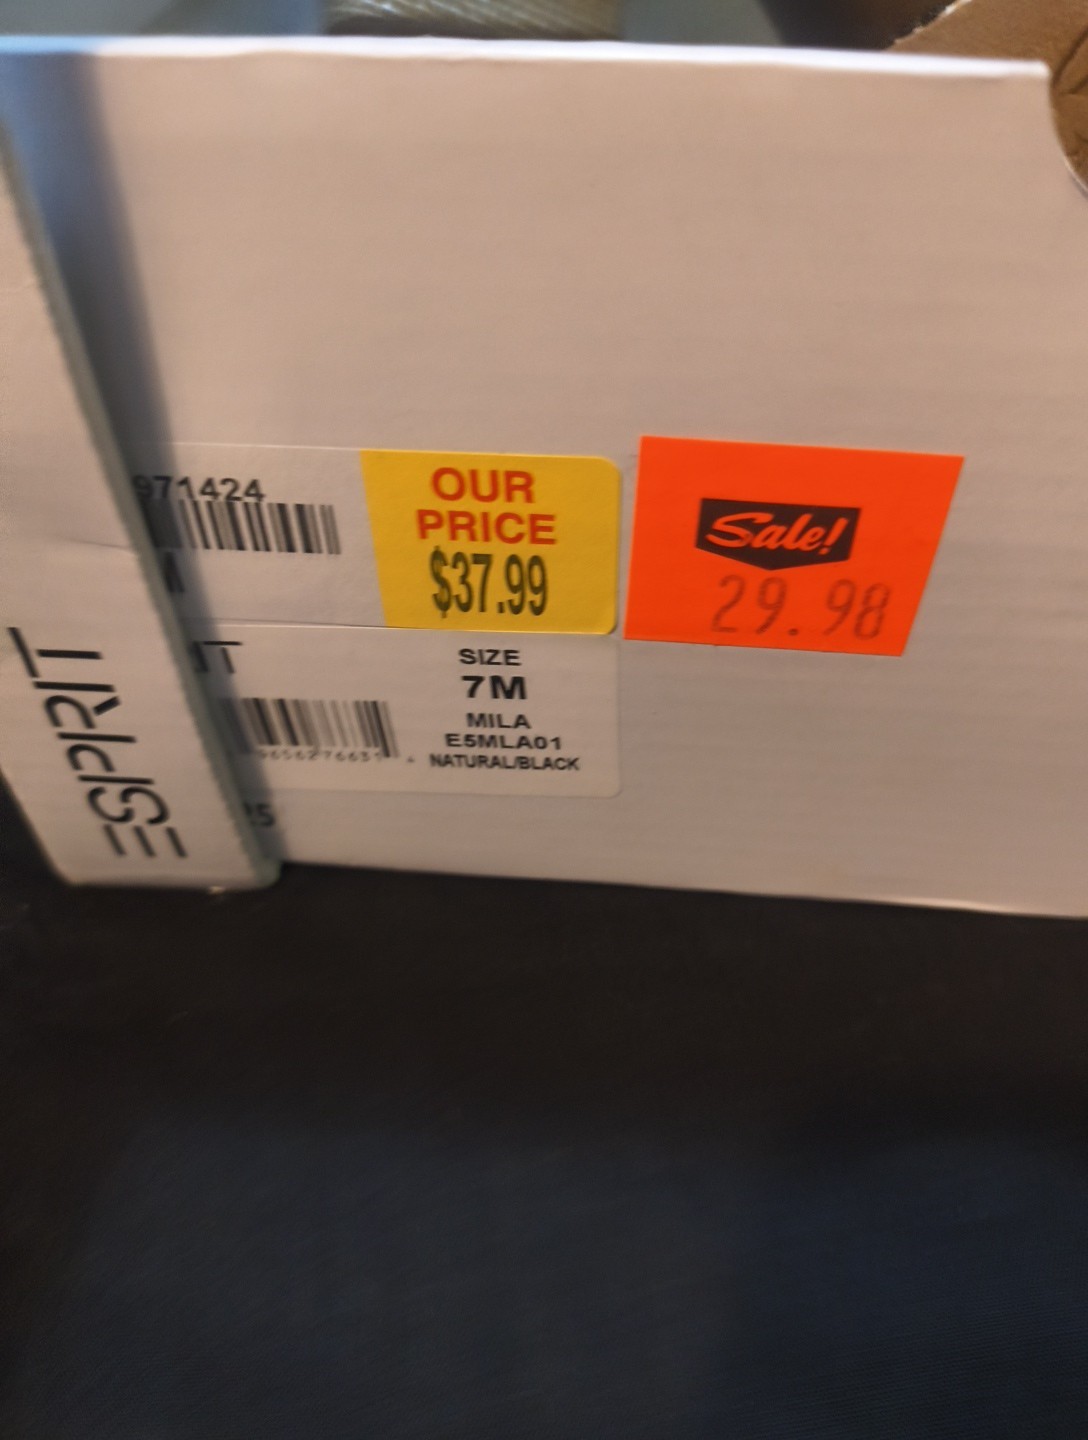 971424
OUR
PRICE
$37.99
Sale!
29.98
SIZE
7M
MILA
E5MLA01
NATURAL/BLACK
ESPRIT